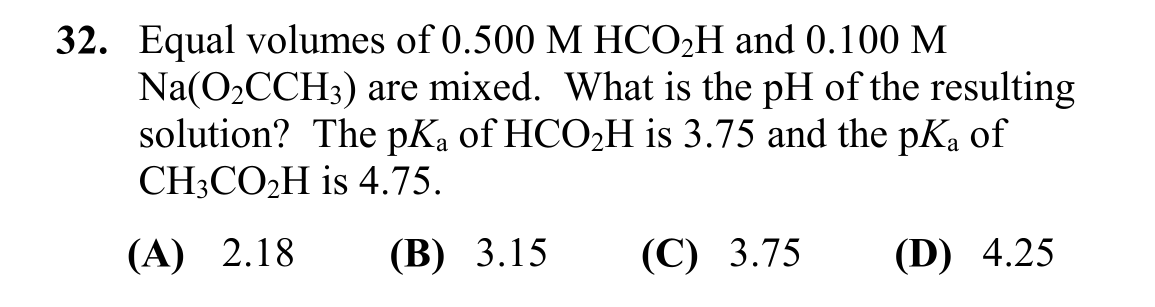 32. Equal volumes of 0.500 M HCO₂H and 0.100 M
Na(O₂CCH₃) are mixed. What is the pH of the resulting
solution? The pKₐ of HCO₂H is 3.75 and the pKₐ of
CH₃CO₂H is 4.75.
(A) 2.18 (B) 3.15 (C) 3.75 (D) 4.25